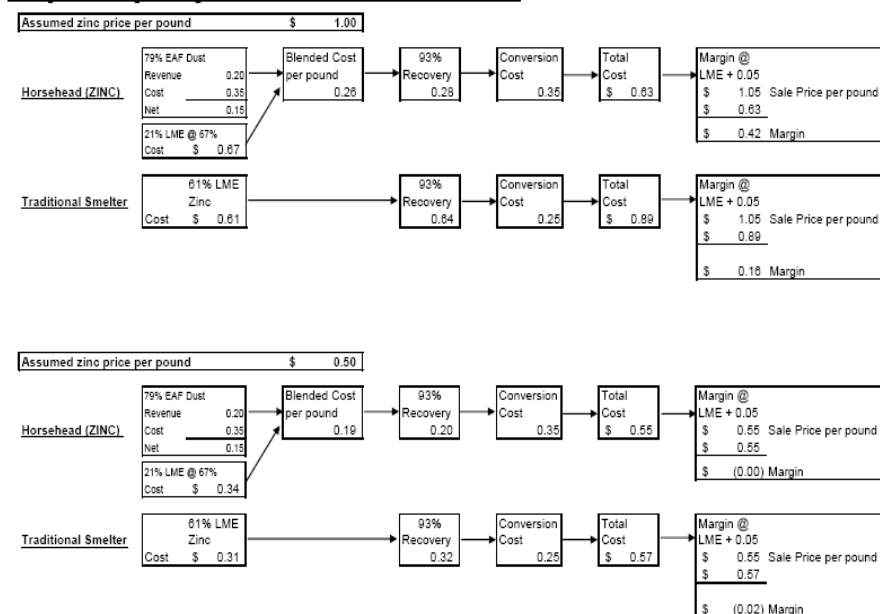 Assumed zinc price per pound $ 1.00
Horsehead (ZINC)
79% EAF Dust
Revenue 0.20
Cost 0.35
Net 0.15
21% LME @ 67%
Cost $ 0.67
Blended Cost
per pound
0.26
93%
Recovery
0.28
Conversion
Cost
0.35
Total
Cost
$ 0.63
Margin @
LME + 0.05
$ 1.05 Sale Price per pound
$ 0.63
$ 0.42 Margin
Traditional Smelter
61% LME
Zinc
Cost $ 0.61
93%
Recovery
0.64
Conversion
Cost
0.25
Total
Cost
$ 0.89
Margin @
LME + 0.05
$ 1.05 Sale Price per pound
$ 0.89
$ 0.16 Margin
Assumed zinc price per pound $ 0.50
Horsehead (ZINC)
79% EAF Dust
Revenue 0.20
Cost 0.35
Net 0.15
21% LME @ 67%
Cost $ 0.34
Blended Cost
per pound
0.19
93%
Recovery
0.20
Conversion
Cost
0.35
Total
Cost
$ 0.55
Margin @
LME + 0.05
$ 0.55 Sale Price per pound
$ 0.55
$ (0.00) Margin
Traditional Smelter
61% LME
Zinc
Cost $ 0.31
93%
Recovery
0.32
Conversion
Cost
0.25
Total
Cost
$ 0.57
Margin @
LME + 0.05
$ 0.55 Sale Price per pound
$ 0.57
$ (0.02) Margin